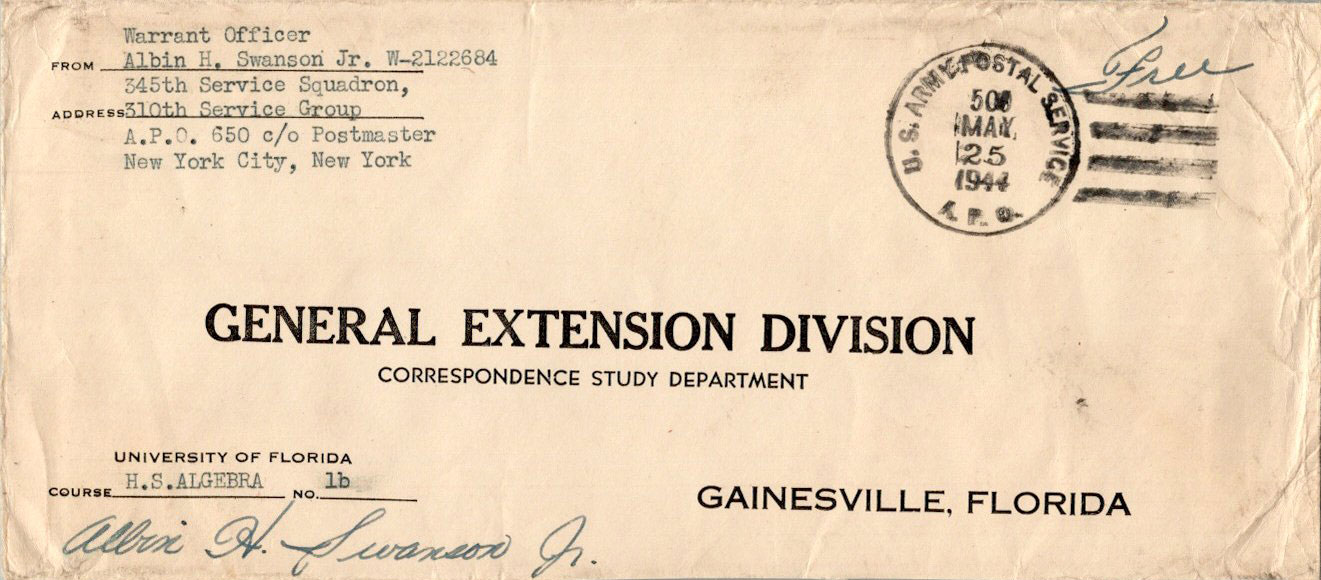 Warrant Officer
FROM Albin H. Swanson Jr. W-2122684
345th Service Squadron,
ADDRESS 310th Service Group
A.P.O. 650 c/o Postmaster
New York City, New York
Free
U.S. ARMY POSTAL SERVICE
MAY
25
1944
A.P.O.
GENERAL EXTENSION DIVISION
CORRESPONDENCE STUDY DEPARTMENT
UNIVERSITY OF FLORIDA
COURSE H.S.ALGEBRA NO. 1b
GAINESVILLE, FLORIDA
Albin H. Swanson Jr.